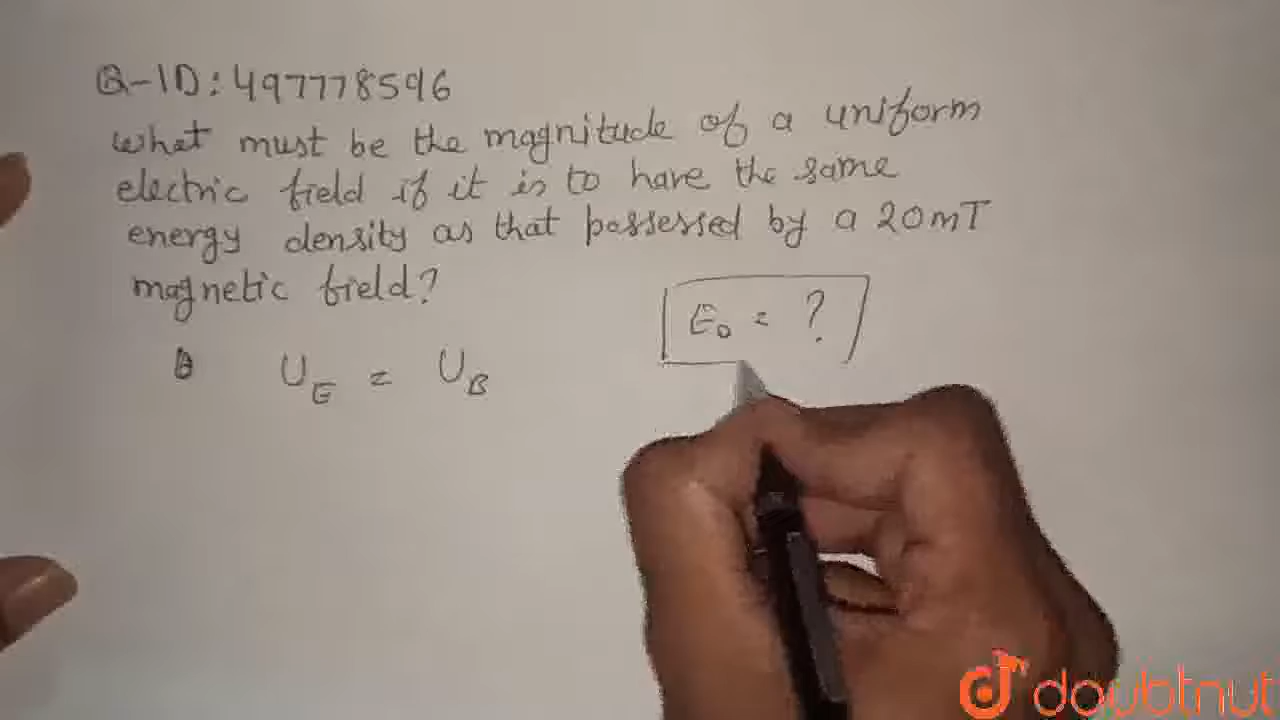 Q-ID: 497778596
What must be the magnitude of a uniform
electric field if it is to have the same
energy density as that possessed by a 20mT
magnetic field?
E₀ = ?
U_E = U_B
doubtnut